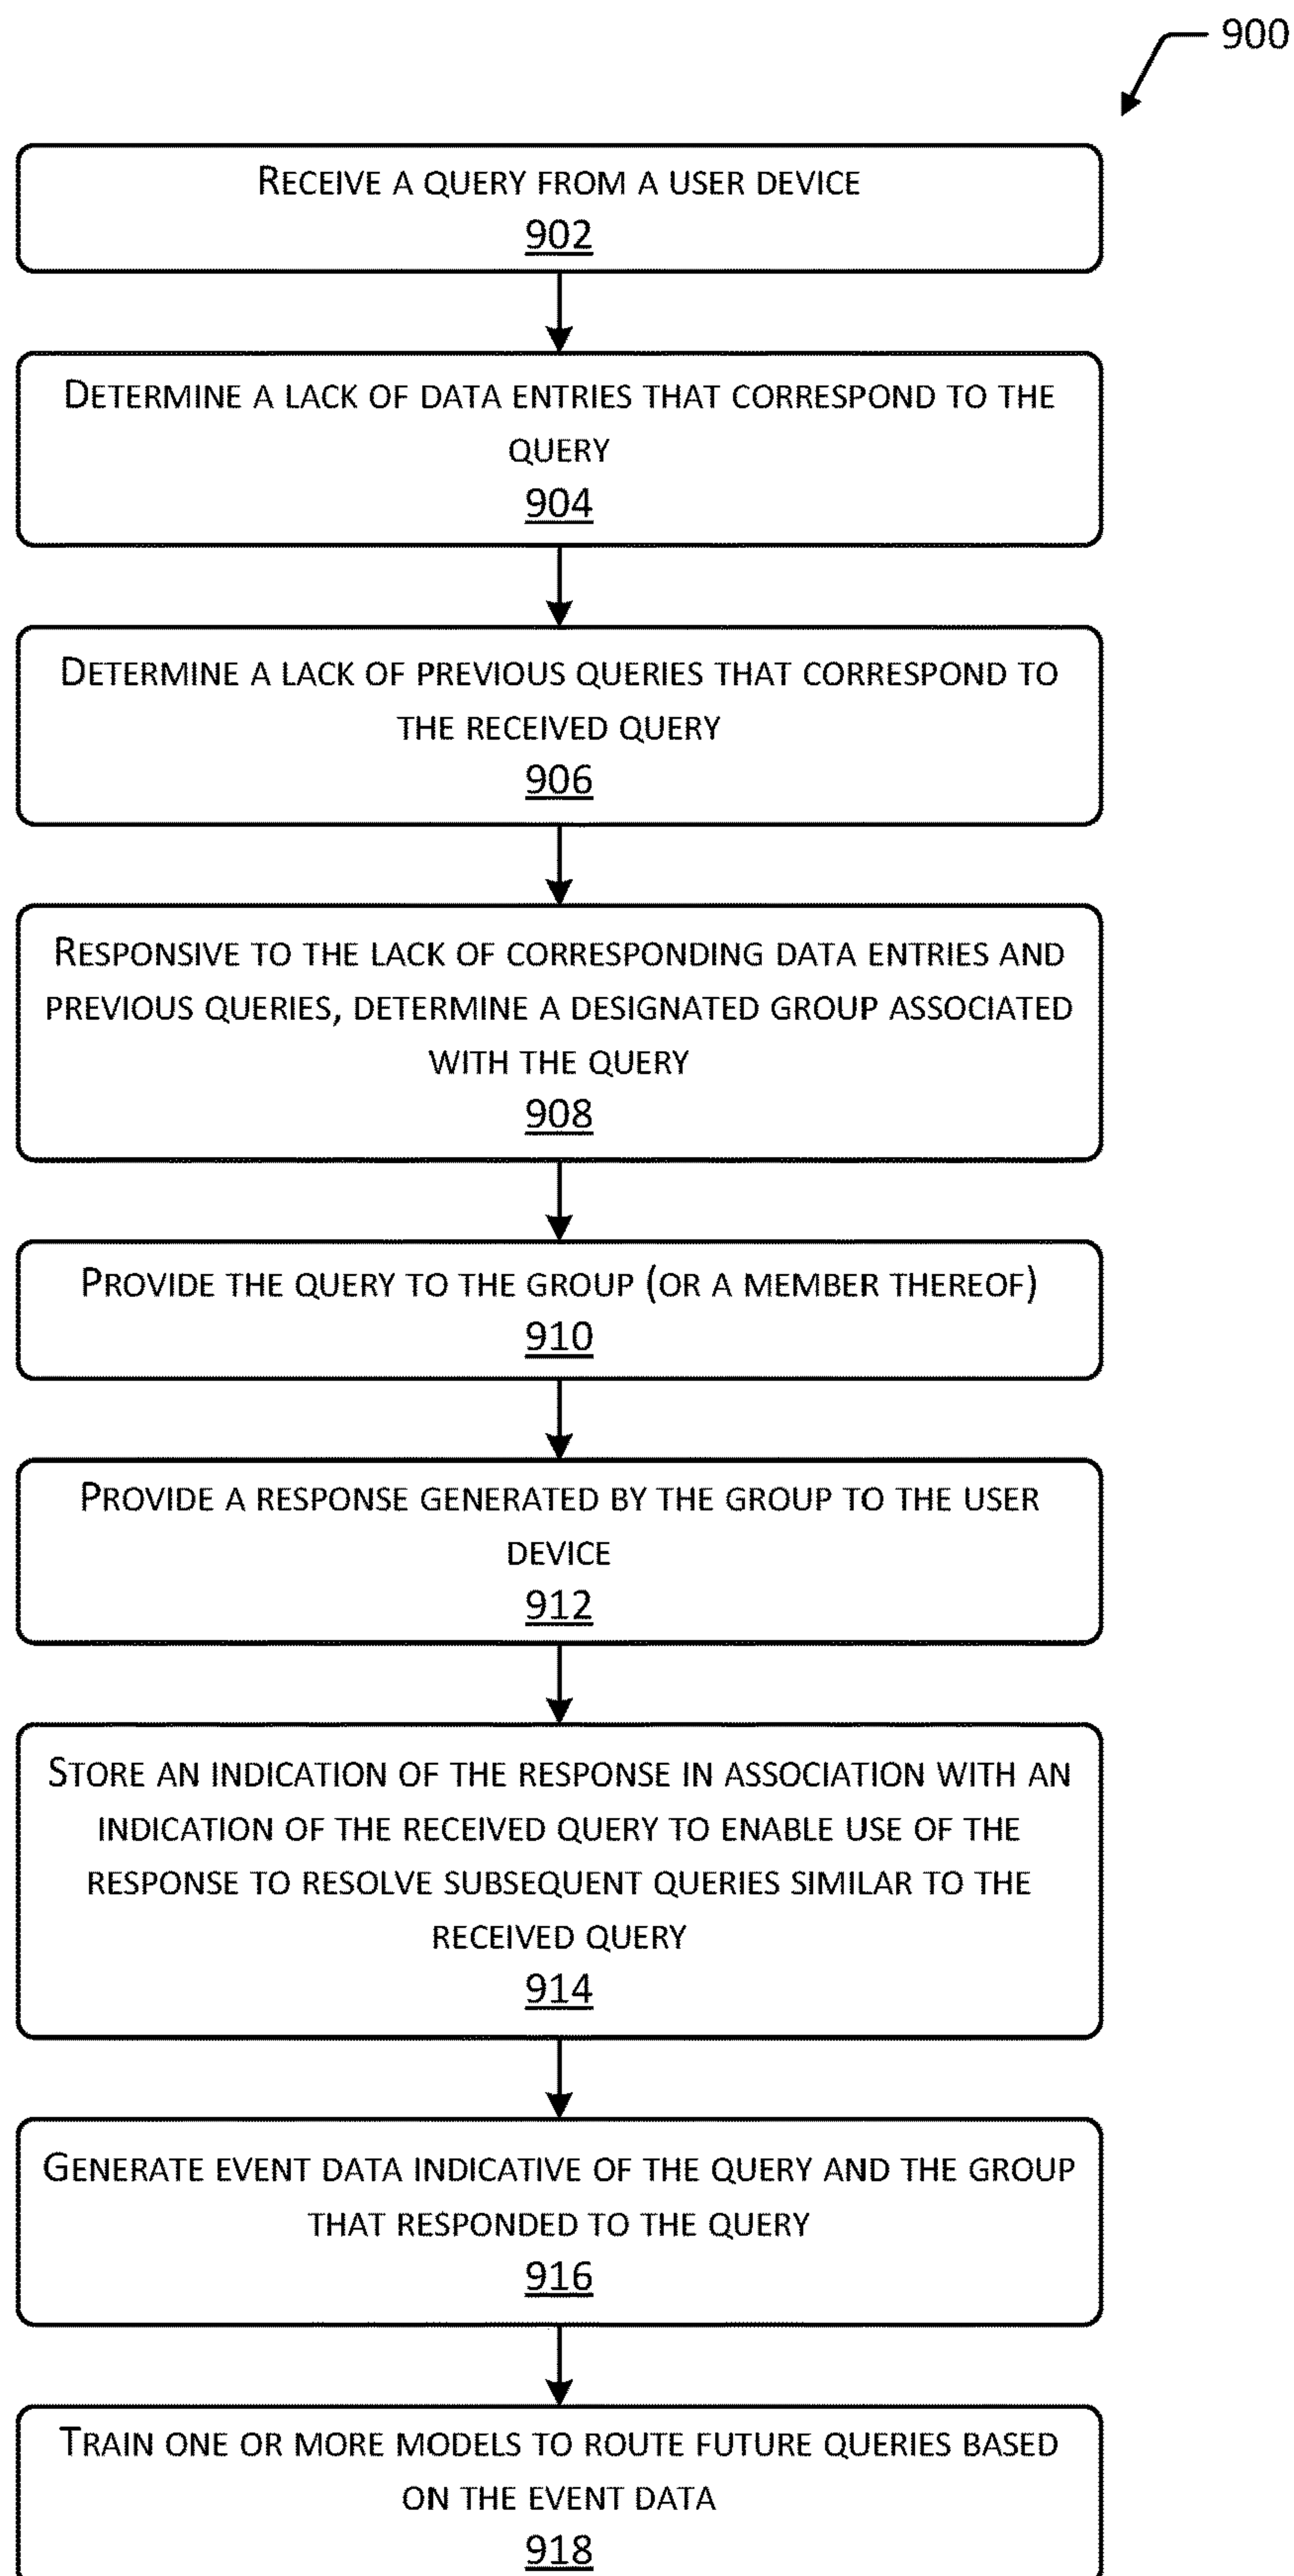 900
RECEIVE A QUERY FROM A USER DEVICE
902
DETERMINE A LACK OF DATA ENTRIES THAT CORRESPOND TO THE
QUERY
904
DETERMINE A LACK OF PREVIOUS QUERIES THAT CORRESPOND TO
THE RECEIVED QUERY
906
RESPONSIVE TO THE LACK OF CORRESPONDING DATA ENTRIES AND
PREVIOUS QUERIES, DETERMINE A DESIGNATED GROUP ASSOCIATED
WITH THE QUERY
908
PROVIDE THE QUERY TO THE GROUP (OR A MEMBER THEREOF)
910
PROVIDE A RESPONSE GENERATED BY THE GROUP TO THE USER
DEVICE
912
STORE AN INDICATION OF THE RESPONSE IN ASSOCIATION WITH AN
INDICATION OF THE RECEIVED QUERY TO ENABLE USE OF THE
RESPONSE TO RESOLVE SUBSEQUENT QUERIES SIMILAR TO THE
RECEIVED QUERY
914
GENERATE EVENT DATA INDICATIVE OF THE QUERY AND THE GROUP
THAT RESPONDED TO THE QUERY
916
TRAIN ONE OR MORE MODELS TO ROUTE FUTURE QUERIES BASED
ON THE EVENT DATA
918